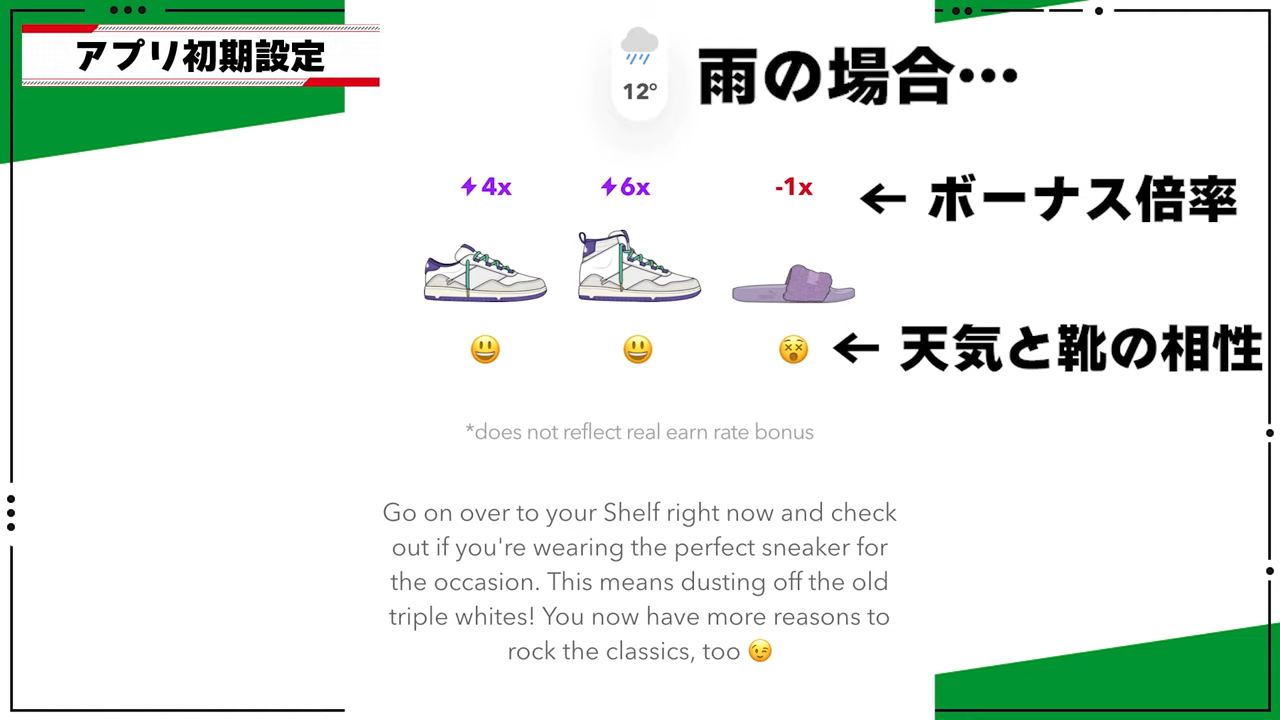 アプリ初期設定
12°
雨の場合…
4x
6x
-1x
← ボーナス倍率
← 天気と靴の相性
*does not reflect real earn rate bonus
Go on over to your Shelf right now and check
out if you're wearing the perfect sneaker for
the occasion. This means dusting off the old
triple whites! You now have more reasons to
rock the classics, too 😉